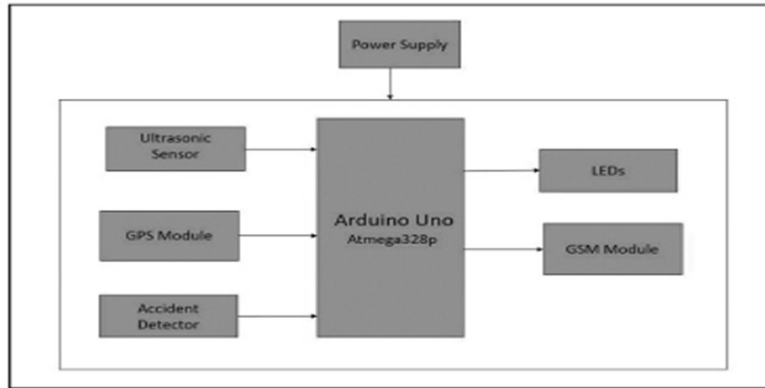 Power Supply
Ultrasonic
Sensor
GPS Module
Accident
Detector
Arduino Uno
Atmega328p
LEDs
GSM Module